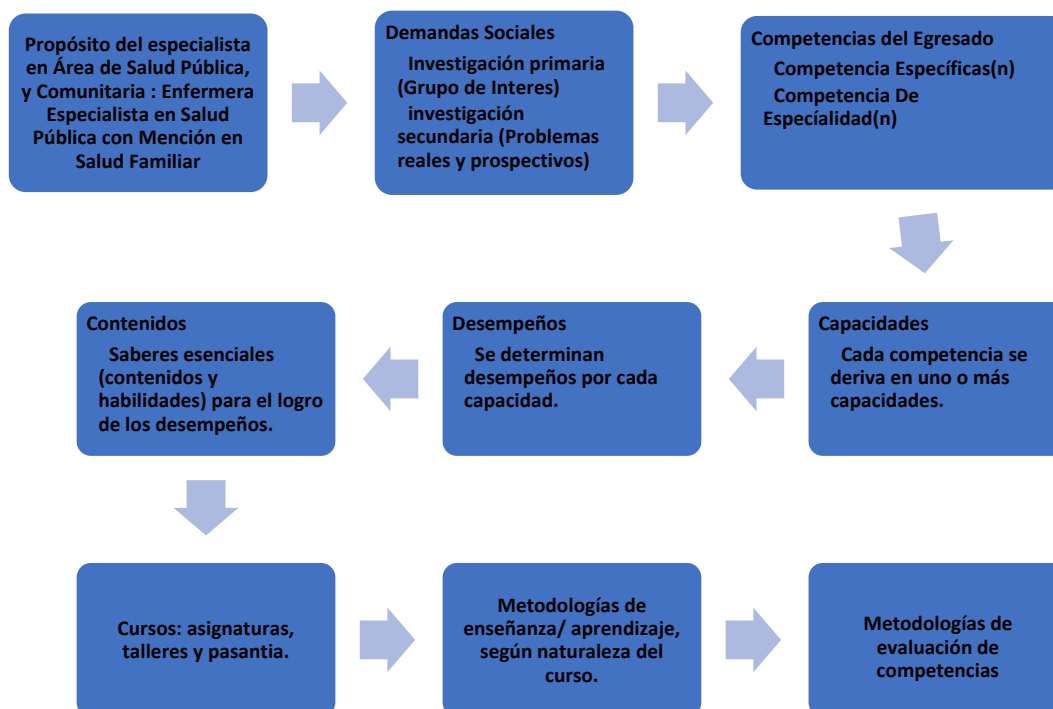 Propósito del especialista
en Área de Salud Pública,
y Comunitaria : Enfermera
Especialista en Salud
Pública con Mención en
Salud Familiar
Demandas Sociales
Investigación primaria
(Grupo de Interes)
investigación
secundaria (Problemas
reales y prospectivos)
Competencias del Egresado
Competencia Específicas(n)
Competencia De
Especíalidad(n)
Capacidades
Cada competencia se
deriva en uno o más
capacidades.
Desempeños
Se determinan
desempeños por cada
capacidad.
Contenidos
Saberes esenciales
(contenidos y
habilidades) para el logro
de los desempeños.
Cursos: asignaturas,
talleres y pasantia.
Metodologías de
enseñanza/ aprendizaje,
según naturaleza del
curso.
Metodologías de
evaluación de
competencias